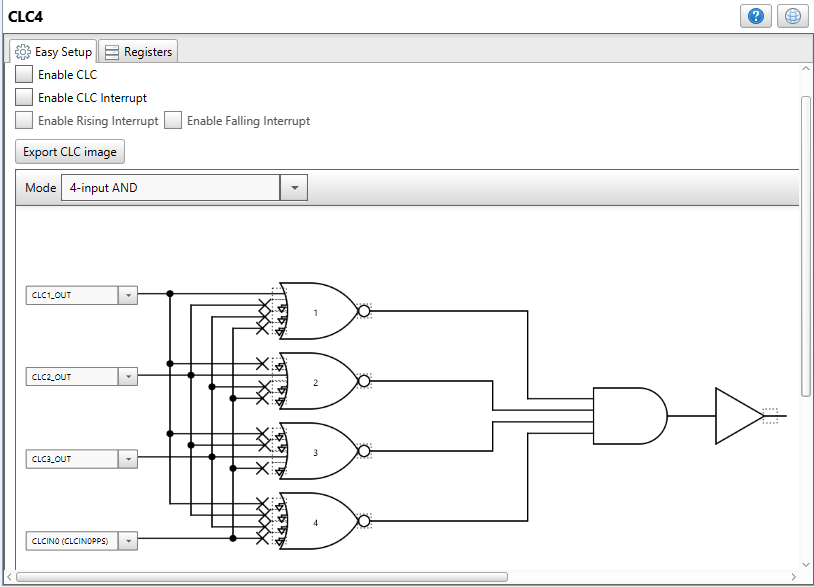 CLC4
Easy Setup
Registers
Enable CLC
Enable CLC Interrupt
Enable Rising Interrupt
Enable Falling Interrupt
Export CLC image
Mode
4-input AND
CLC1_OUT
1
CLC2_OUT
2
CLC3_OUT
3
4
CLCIN0 (CLCIN0PPS)